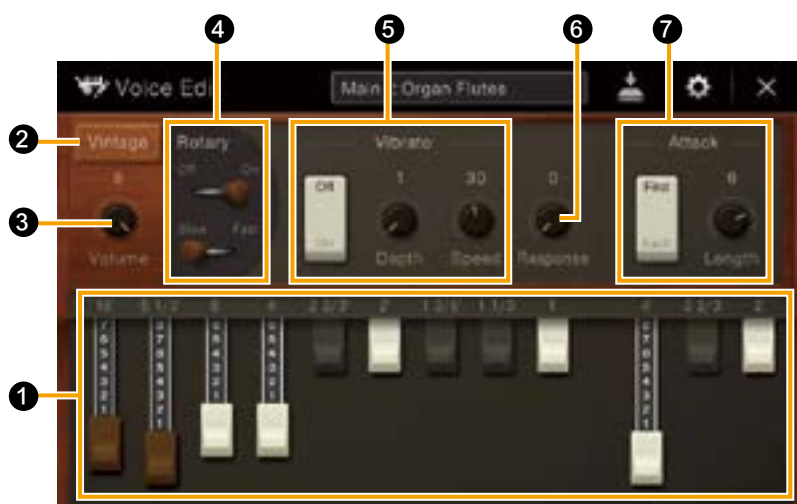 4 5 6 7
Voice Edi Main : Organ Flutes
2 Vintage Rotary Vibrato Attack
Off On
8 Off 1 30 0 First 6
3 On Each
Slow Fast
Volume Depth Speed Response Length
16' 5 1/3' 8' 4' 2 2/3' 2' 1 3/5' 1 1/3' 1' 4' 2 2/3' 2'
1